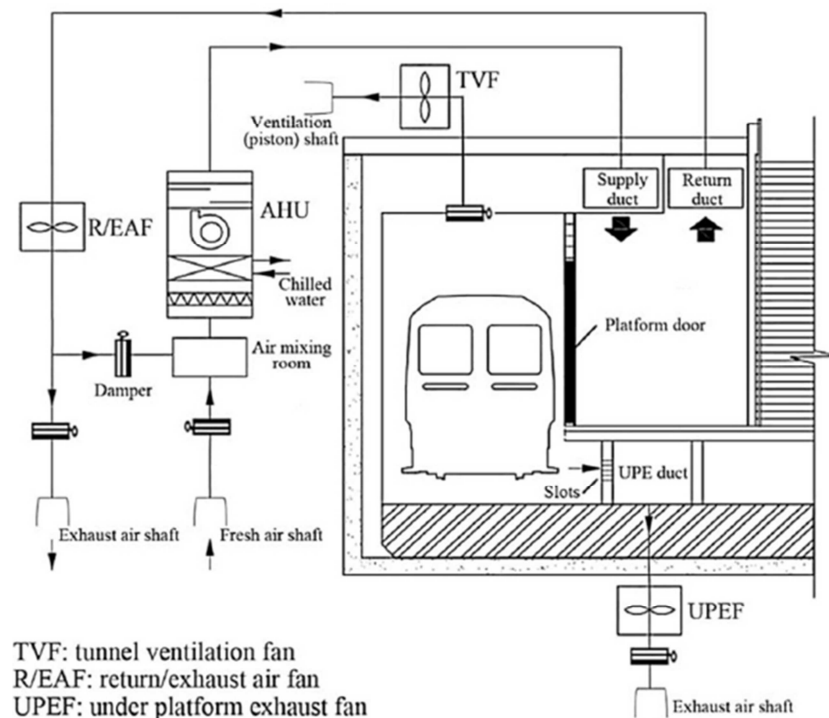 TVF
Ventilation
(piston) shaft
Supply
duct
Return
duct
R/EAF
AHU
Chilled
water
Platform door
Air mixing
room
Damper
Slots
UPE duct
Exhaust air shaft
Fresh air shaft
UPEF
TVF: tunnel ventilation fan
R/EAF: return/exhaust air fan
UPEF: under platform exhaust fan
Exhaust air shaft